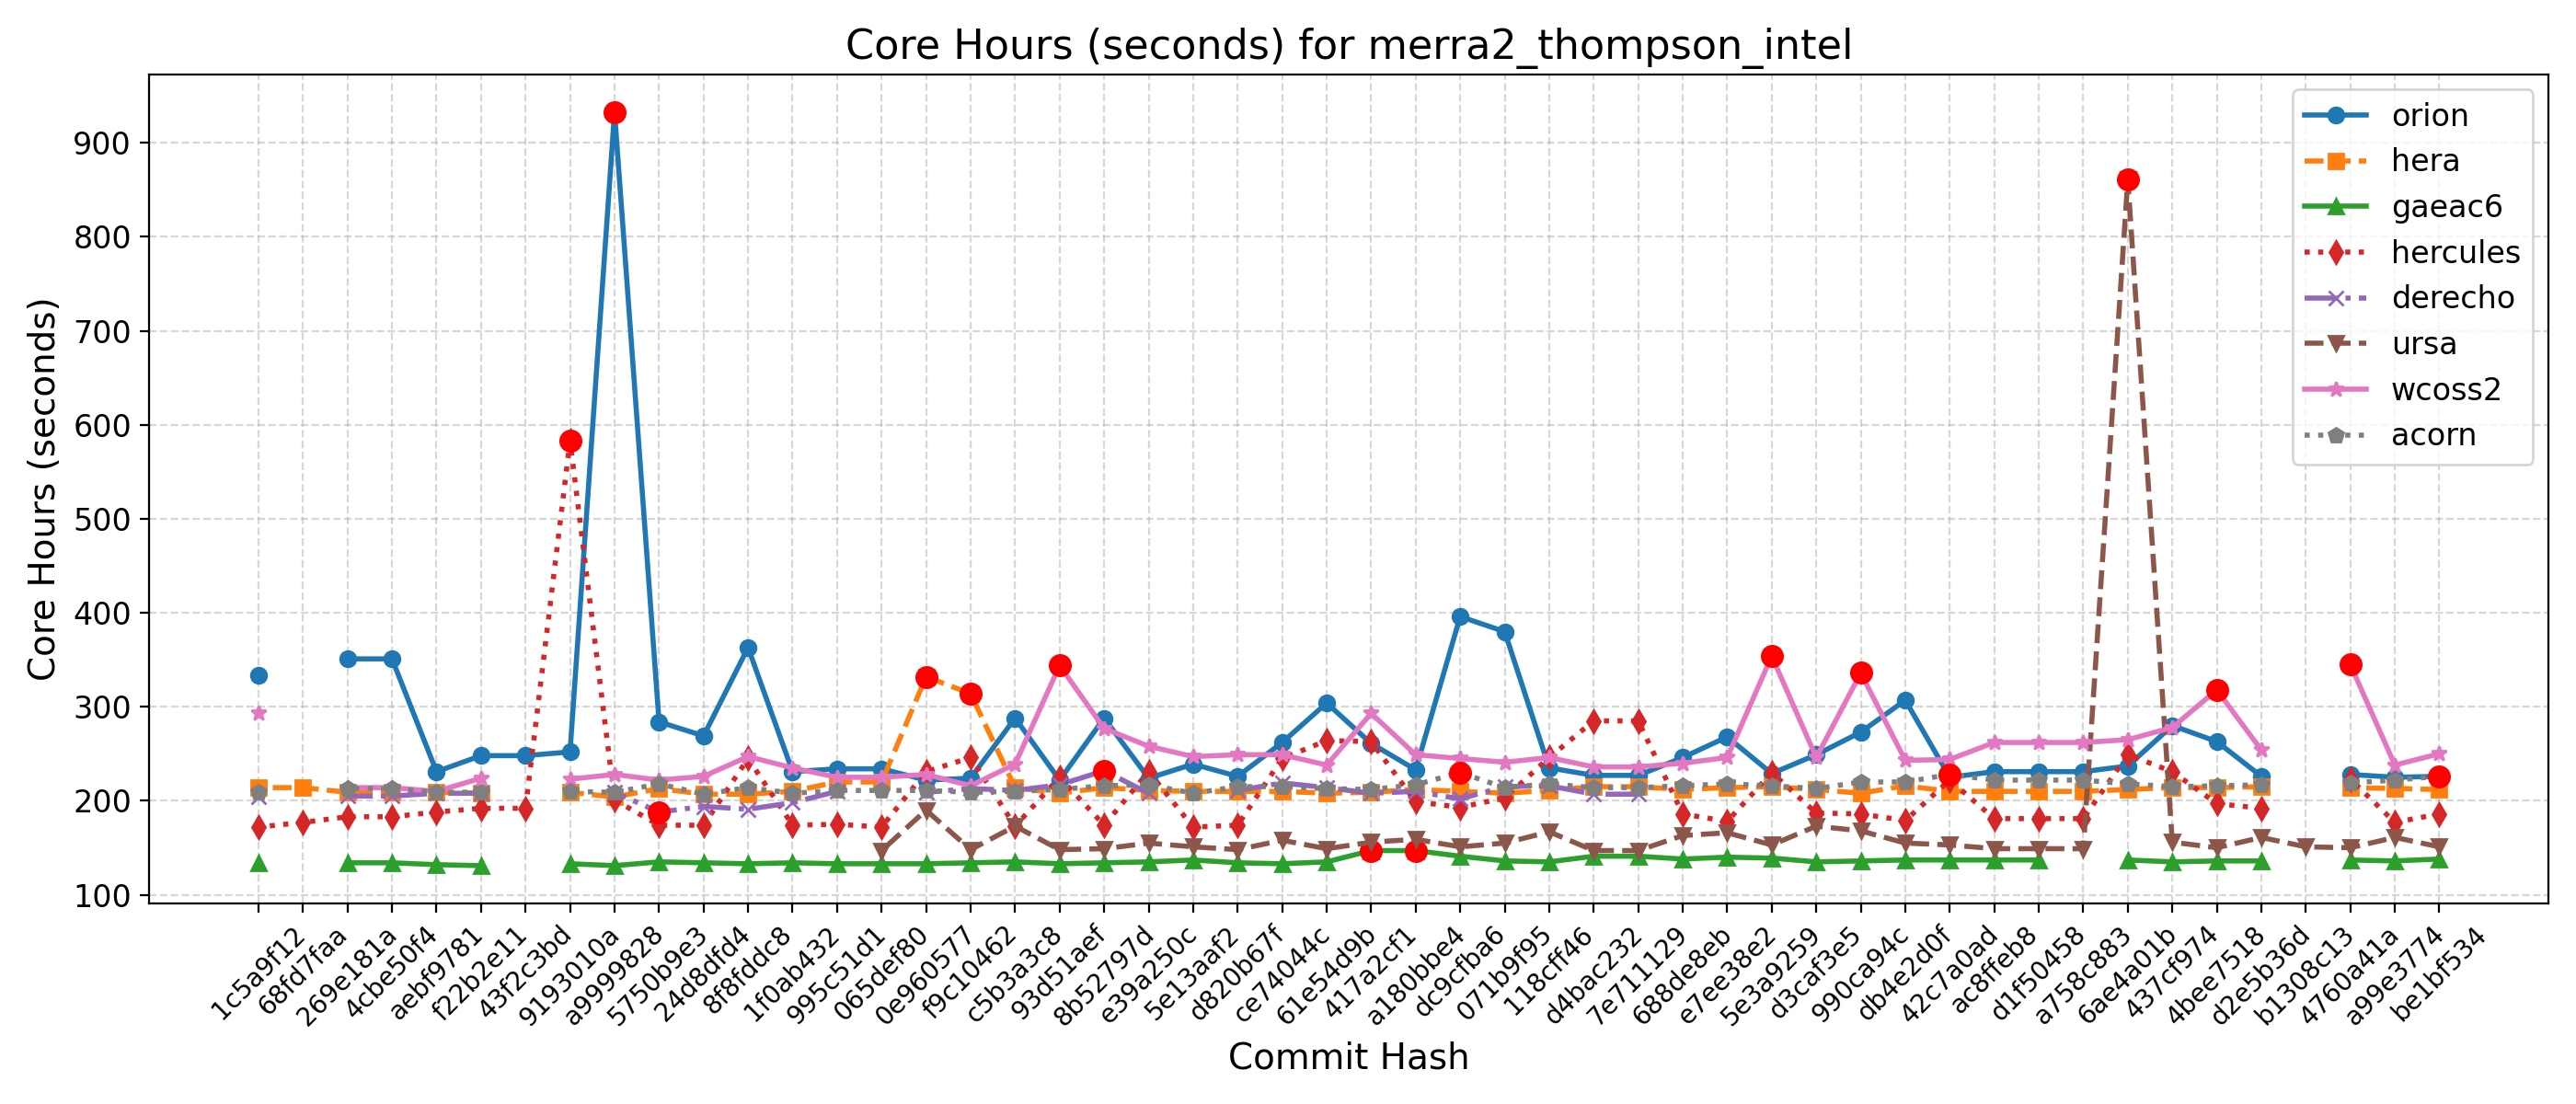 Core Hours (seconds) for merra2_thompson_intel
Core Hours (seconds)
900
800
700
600
500
400
300
200
100
orion
hera
gaeac6
hercules
derecho
ursa
wcoss2
acorn
1c5a9f12
68fd7faa
269e181a
4cbe50f4
aebf9781
f22b2e11
43f2c3bd
9193010a
a9999828
5750b9e3
24d8dfd4
8f8fddc8
1f0ab432
995c51d1
065def80
0e960577
f9c10462
c5b3a3c8
93d51aef
8b52797d
e39a250c
5e13aaf2
d820b67f
ce74044c
61e54d9b
417a2cf1
a180bbe4
dc9cfba6
071b9f95
118cff46
d4bac232
7e711129
688de8eb
e7ee38e2
5e3a9259
d3caf3e5
990ca94c
db4e2d0f
42c7a0ad
ac8ffeb8
d1f50458
a758c883
6ae4a01b
437cf974
4bee7518
d2e5b36d
b1308c13
4760a41a
a99e3774
be1bf534
Commit Hash